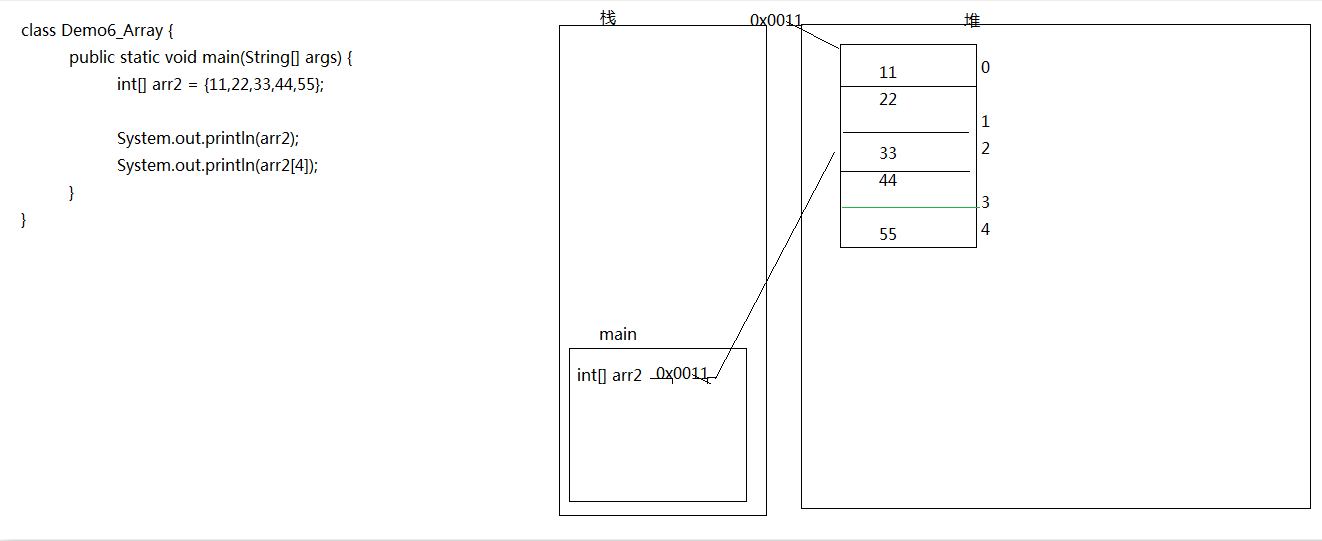 class Demo6_Array {
public static void main(String[] args) {
int[] arr2 = {11,22,33,44,55};
System.out.println(arr2);
System.out.println(arr2[4]);
}
}
栈
main
int[] arr2 0x0011
0x0011
堆
11 0
22
1
33 2
44
3
55 4